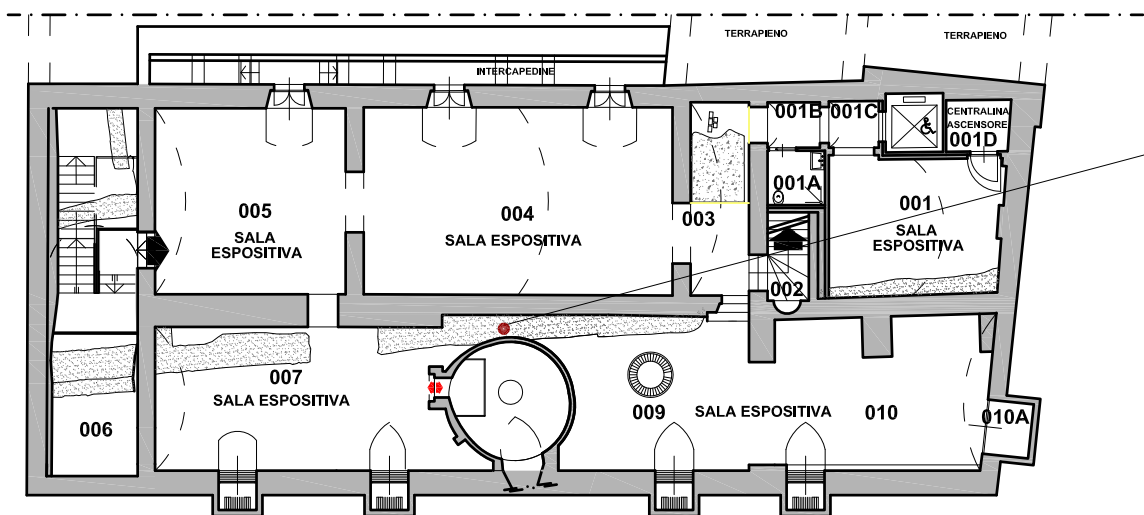 TERRAPIENO
TERRAPIENO
INTERCAPEDINE
001B
001C
CENTRALINA
ASCENSORE
001D
001A
005
SALA
ESPOSITIVA
004
SALA ESPOSITIVA
003
001
SALA
ESPOSITIVA
002
007
SALA ESPOSITIVA
009
SALA ESPOSITIVA
010
010A
006